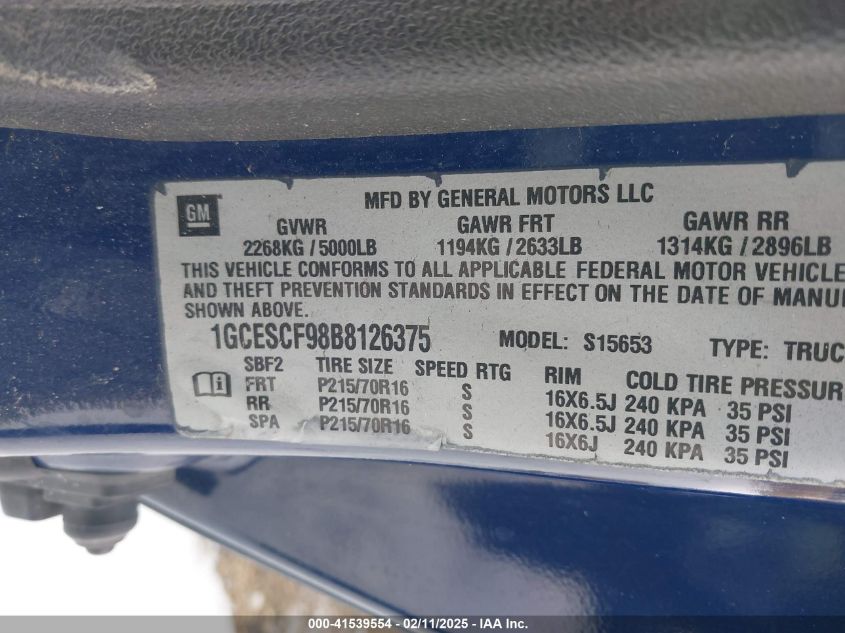 GM
MFD BY GENERAL MOTORS LLC
GVWR GAWR FRT GAWR RR
2268KG / 5000LB 1194KG / 2633LB 1314KG / 2896LB
THIS VEHICLE CONFORMS TO ALL APPLICABLE FEDERAL MOTOR VEHICLE
AND THEFT PREVENTION STANDARDS IN EFFECT ON THE DATE OF MANU
SHOWN ABOVE.
1GCESCF98B8126375 MODEL: S15653 TYPE: TRUC
SBF2 TIRE SIZE SPEED RTG RIM COLD TIRE PRESSURE
FRT P215/70R16 S 16X6.5J 240 KPA 35 PSI
RR P215/70R16 S 16X6.5J 240 KPA 35 PSI
SPA P215/70R16 S 16X6J 240 KPA 35 PSI
000-41539554 - 02/11/2025 - © IAA, Inc.